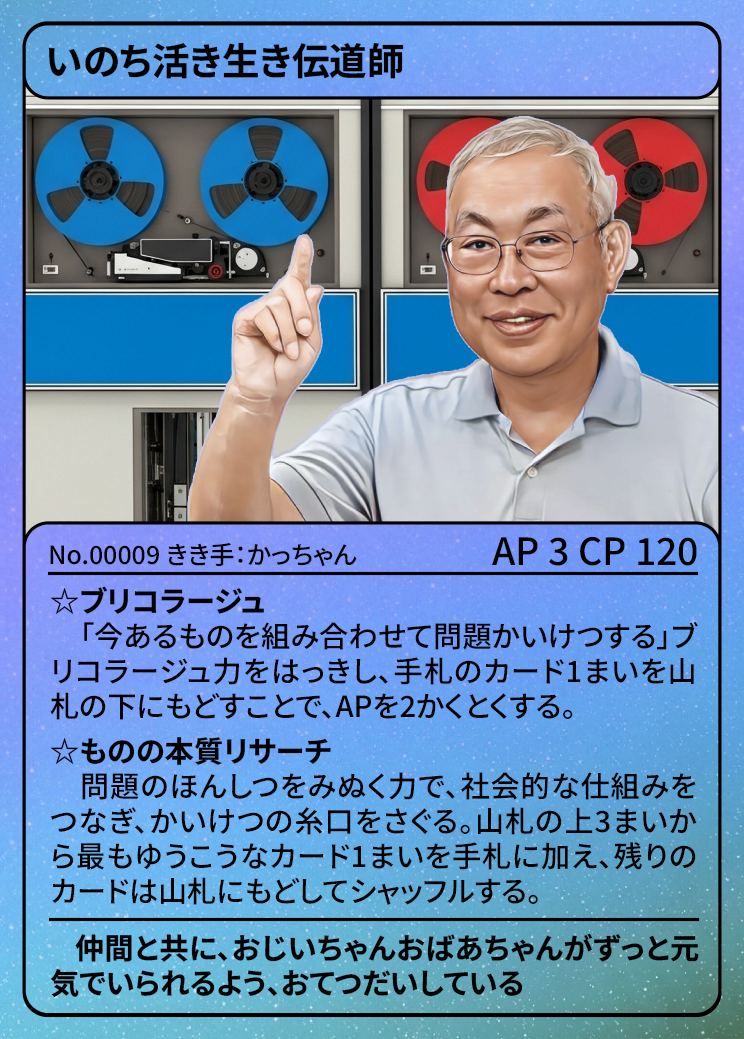 いのち活き生き伝道師
No.00009 きき手：かっちゃん
AP 3 CP 120
☆ブリコラージュ
「今あるものを組み合わせて問題かいけつする」ブ
リコラージュ力をはっきし、手札のカード1まいを山
札の下にもどすことで、APを2かくとくする。
☆ものの本質リサーチ
問題のほんしつをみぬく力で、社会的な仕組みを
つなぎ、かいけつの糸口をさぐる。山札の上3まいか
ら最もゆうこうなカード1まいを手札に加え、残りの
カードは山札にもどしてシャッフルする。
仲間と共に、おじいちゃんおばあちゃんがずっと元
気でいられるよう、おてつだいしている